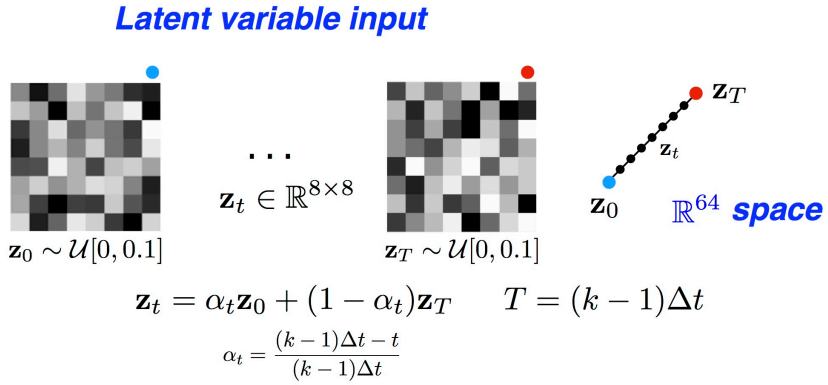 Latent variable input
z_T
z_t
z_0
...
z_t ∈ ℝ^{8×8}
ℝ^{64} space
z_0 ∼ 𝒰[0, 0.1]
z_T ∼ 𝒰[0, 0.1]
z_t = α_t z_0 + (1 − α_t) z_T    T = (k − 1)Δt
α_t = \frac{(k − 1)Δt − t}{(k − 1)Δt}